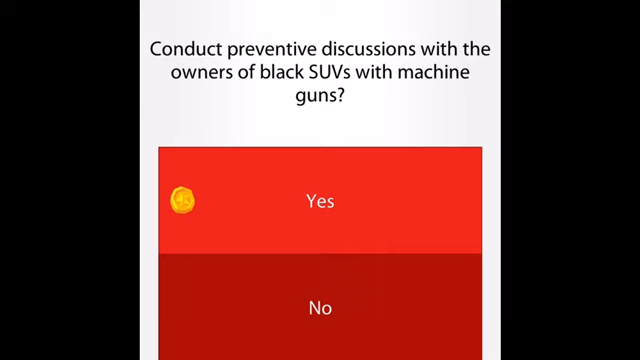 Conduct preventive discussions with the
owners of black SUVs with machine
guns?
Yes
No